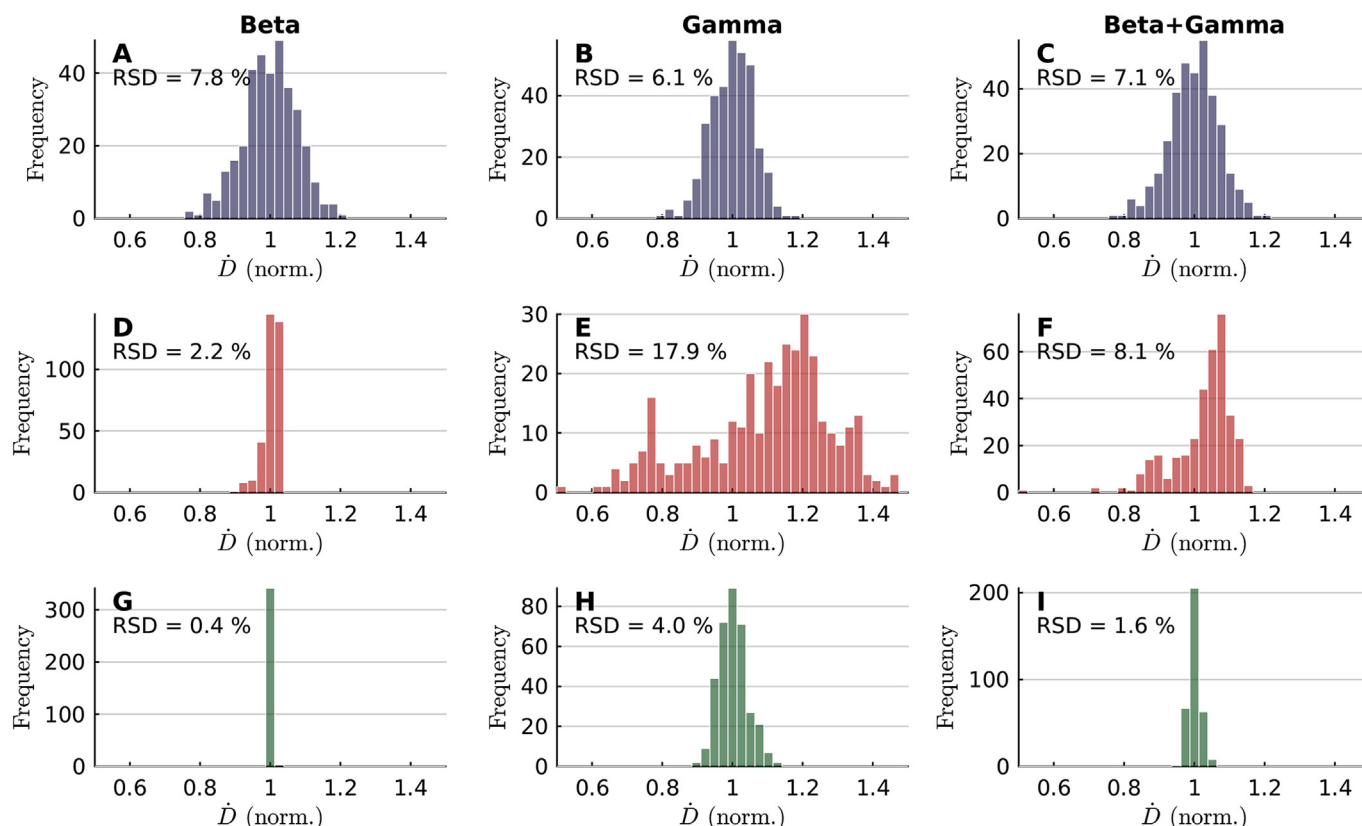 Beta
Gamma
Beta+Gamma
A
RSD = 7.8 %
Frequency
40
20
0
0.6 0.8 1 1.2 1.4
Ḋ (norm.)
B
RSD = 6.1 %
Frequency
40
20
0
0.6 0.8 1 1.2 1.4
Ḋ (norm.)
C
RSD = 7.1 %
Frequency
40
20
0
0.6 0.8 1 1.2 1.4
Ḋ (norm.)
D
RSD = 2.2 %
Frequency
100
50
0
0.6 0.8 1 1.2 1.4
Ḋ (norm.)
E
RSD = 17.9 %
Frequency
30
20
10
0
0.6 0.8 1 1.2 1.4
Ḋ (norm.)
F
RSD = 8.1 %
Frequency
60
40
20
0
0.6 0.8 1 1.2 1.4
Ḋ (norm.)
G
RSD = 0.4 %
Frequency
300
200
100
0
0.6 0.8 1 1.2 1.4
Ḋ (norm.)
H
RSD = 4.0 %
Frequency
80
60
40
20
0
0.6 0.8 1 1.2 1.4
Ḋ (norm.)
I
RSD = 1.6 %
Frequency
200
100
0
0.6 0.8 1 1.2 1.4
Ḋ (norm.)